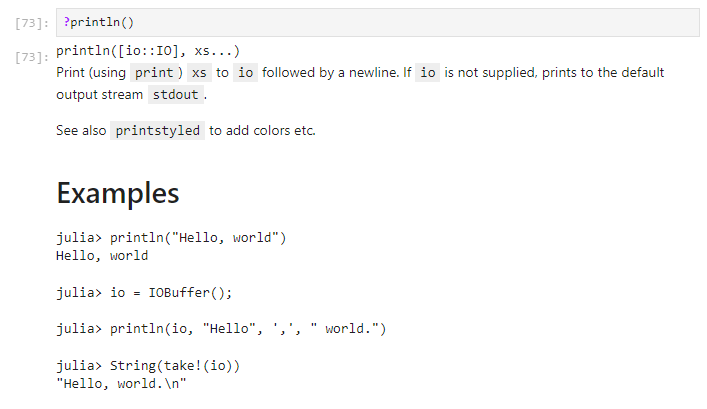 [73]: ?println()
[73]: println([io::IO], xs...)
Print (using print ) xs to io followed by a newline. If io is not supplied, prints to the default
output stream stdout .
See also printstyled to add colors etc.
Examples
julia> println("Hello, world")
Hello, world
julia> io = IOBuffer();
julia> println(io, "Hello", ',', " world.")
julia> String(take!(io))
"Hello, world.\n"